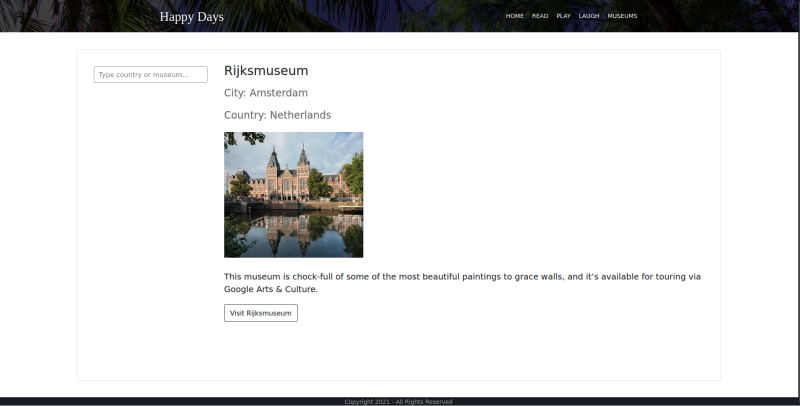 Happy Days
HOME READ PLAY LAUGH MUSEUMS
Type country or museum...
Rijksmuseum
City: Amsterdam
Country: Netherlands
This museum is chock-full of some of the most beautiful paintings to grace walls, and it's available for touring via
Google Arts & Culture.
Visit Rijksmuseum
Copyright 2021 - All Rights Reserved